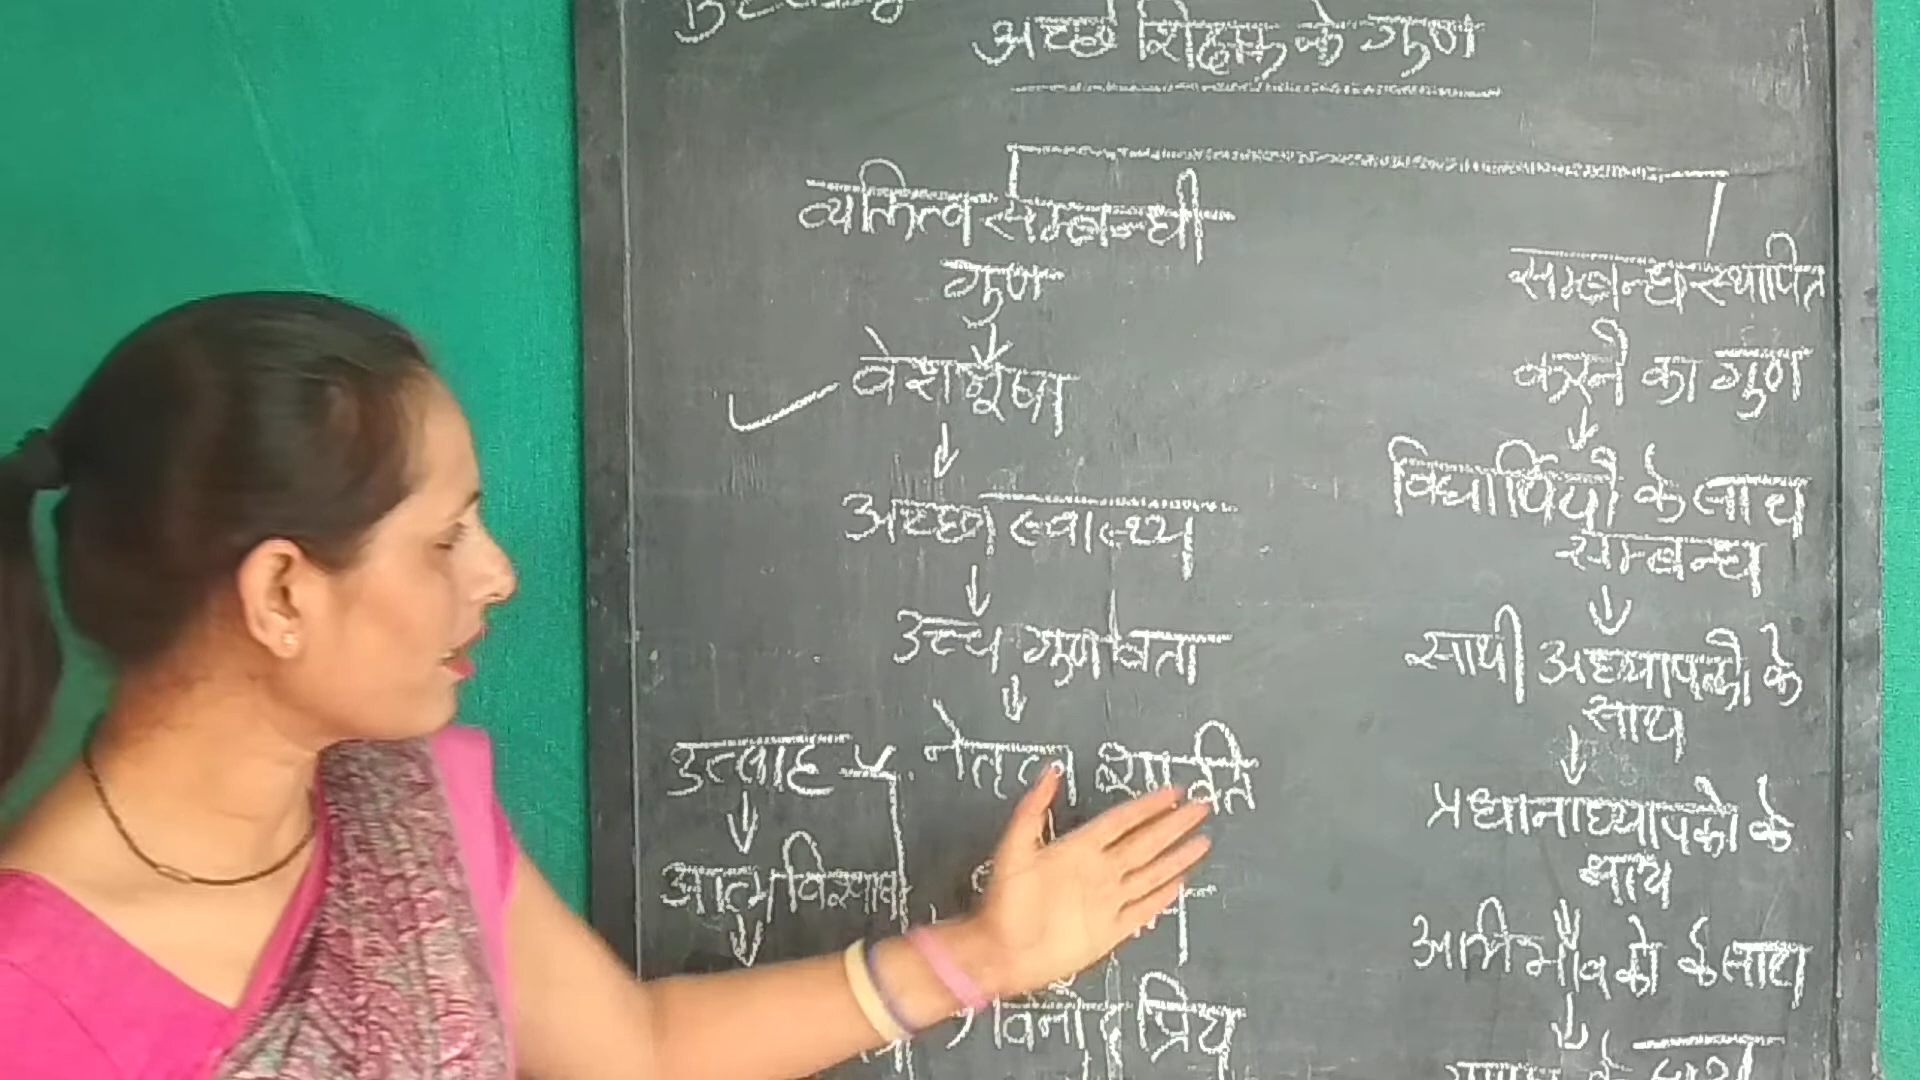 अच्छे शिक्षक के गुण
व्यक्तित्व सम्बन्धी
गुण
वेशभूषा
अच्छा स्वास्थ्य
उच्च गुणवता
नेतृत्व शक्ति
विनोद प्रिय
उत्साह
आत्मविश्वास
सम्बन्ध स्थापित
करने का गुण
विद्यार्थियों के साथ
सम्बन्ध
साथी अध्यापकों के
साथ
प्रधानाध्यापकों के
साथ
अभिभावकों के साथ
के साथ